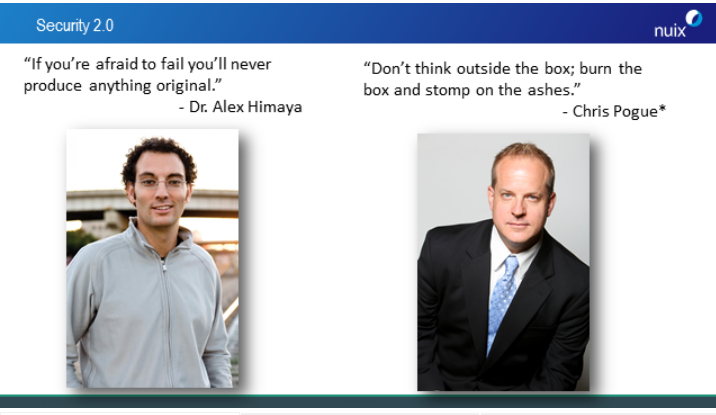 Security 2.0
nuix
“If you’re afraid to fail you’ll never
produce anything original.”
- Dr. Alex Himaya
“Don’t think outside the box; burn the
box and stomp on the ashes.”
- Chris Pogue*